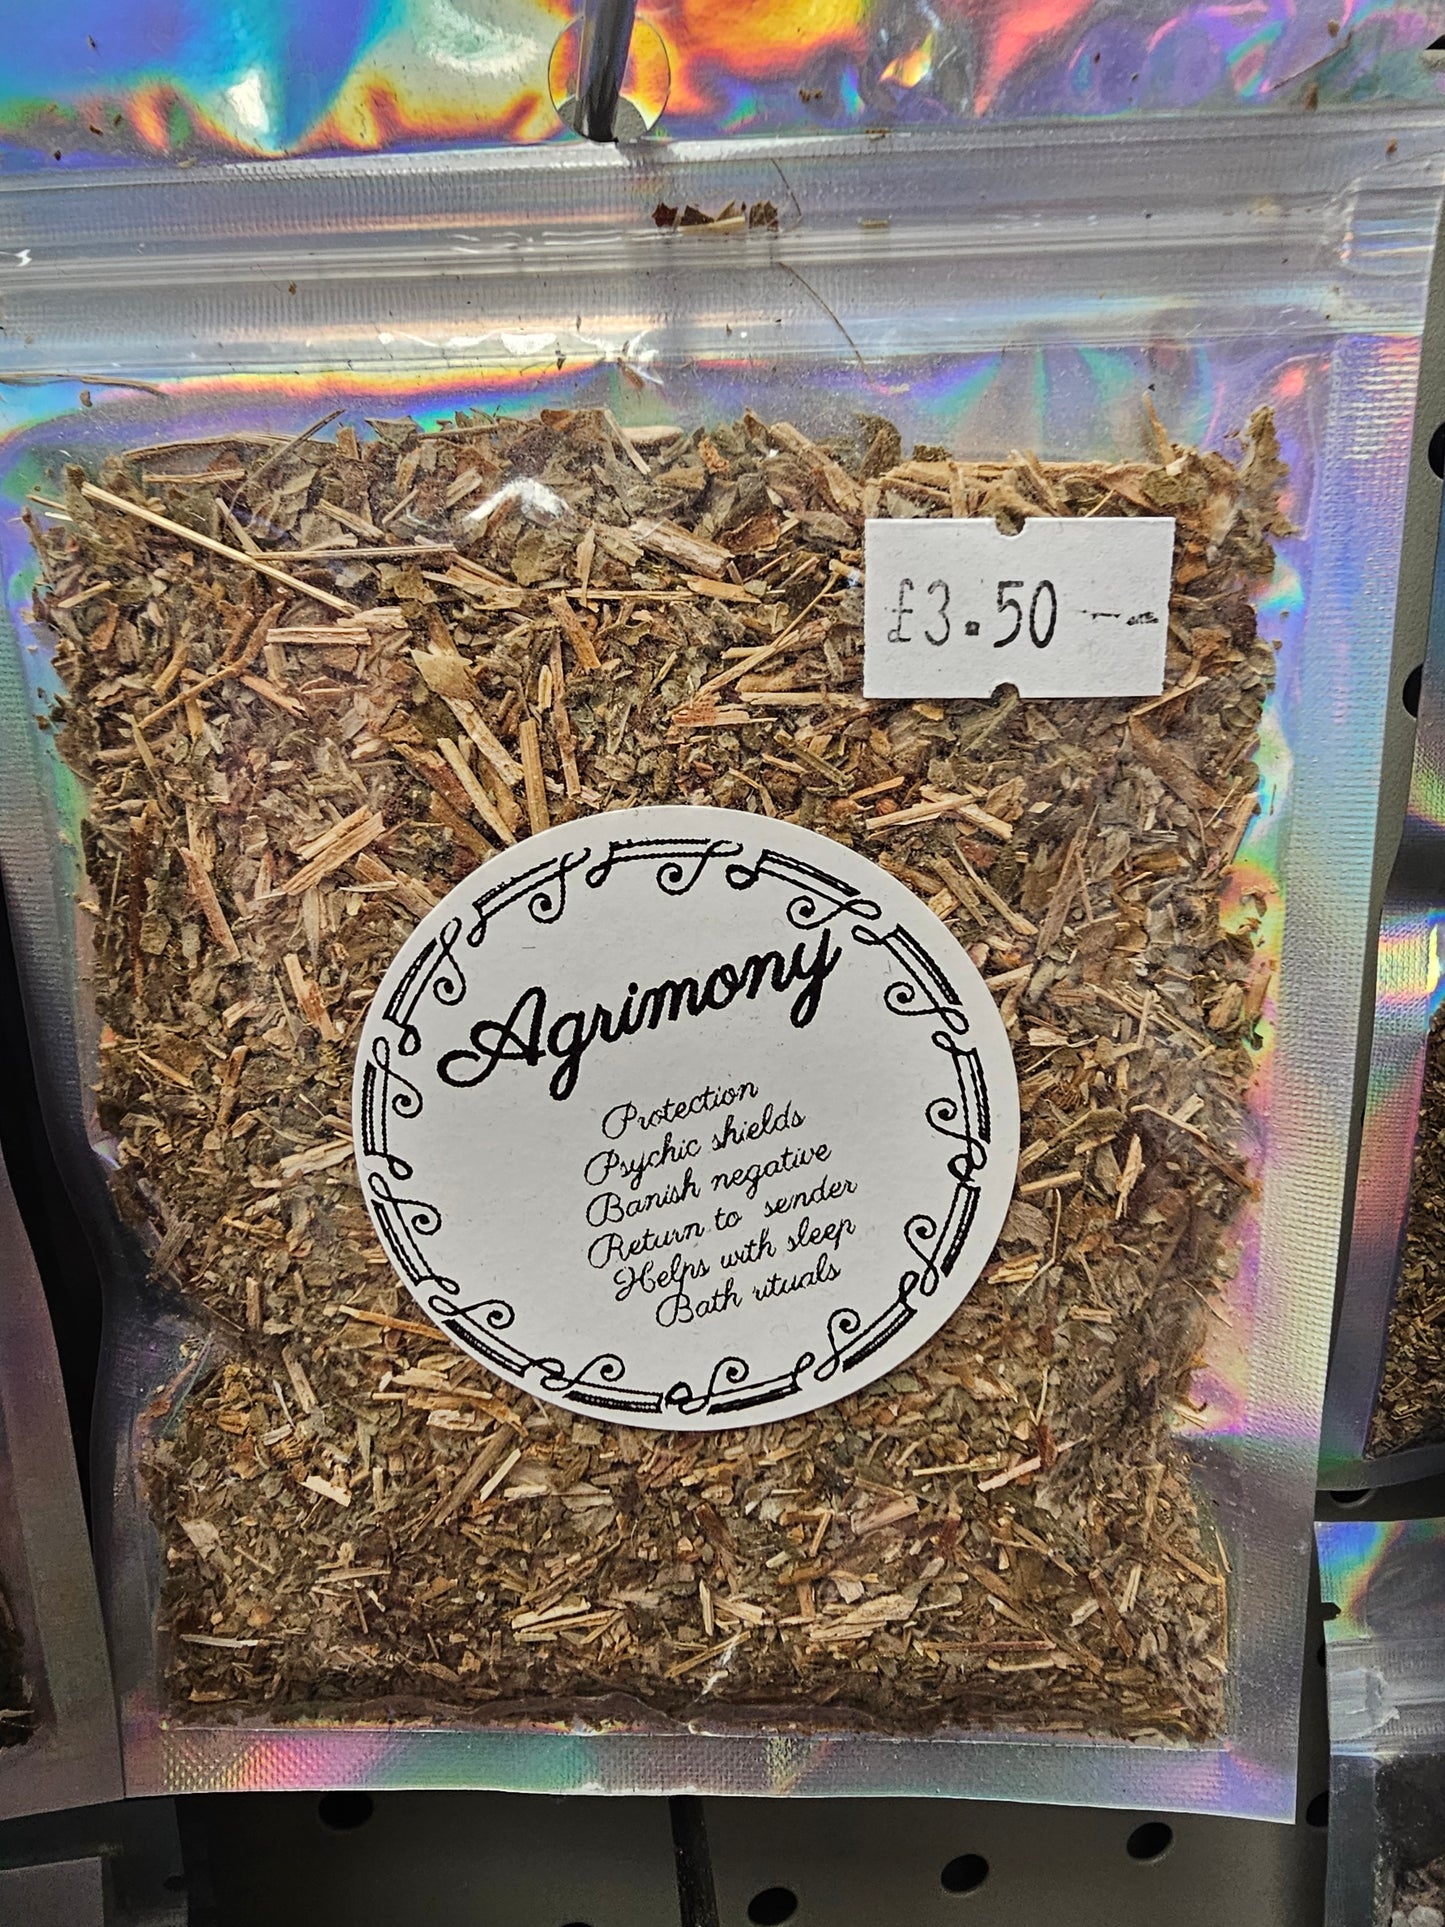 £3.50
Agrimony
Protection
Psychic shields
Banish negative
Return to sender
Helps with sleep
Bath rituals